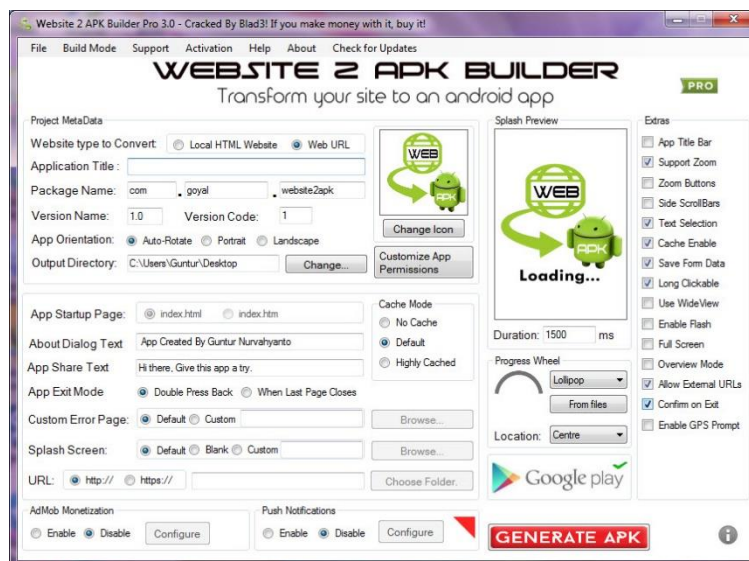 Website 2 APK Builder Pro 3.0 - Cracked By Blad3! If you make money with it, buy it!
File Build Mode Support Activation Help About Check for Updates
WEBSITE 2 APK BUILDER
Transform your site to an android app
PRO
Project MetaData
Website type to Convert: Local HTML Website Web URL
Application Title :
Package Name: com . goyal . website2apk
Version Name: 1.0 Version Code: 1
App Orientation: Auto-Rotate Portrait Landscape
Output Directory: C:\Users\Guntur\Desktop Change...
WEB
APK
Change Icon
Customize App
Permissions
App Startup Page: index.html index.htm
About Dialog Text App Created By Guntur Nurvahyanto
App Share Text Hi there, Give this app a try.
App Exit Mode Double Press Back When Last Page Closes
Custom Error Page: Default Custom Browse...
Splash Screen: Default Blank Custom Browse...
URL: http:// https:// Choose Folder.
Cache Mode
No Cache
Default
Highly Cached
AdMob Monetization
Enable Disable Configure
Push Notifications
Enable Disable Configure
Splash Preview
WEB
APK
Loading...
Duration: 1500 ms
Progress Wheel
Lollipop
From files
Location: Centre
Google play
GENERATE APK
Extras
App Title Bar
Support Zoom
Zoom Buttons
Side ScrollBars
Text Selection
Cache Enable
Save Form Data
Long Clickable
Use WideView
Enable Flash
Full Screen
Overview Mode
Allow External URLs
Confirm on Exit
Enable GPS Prompt
i